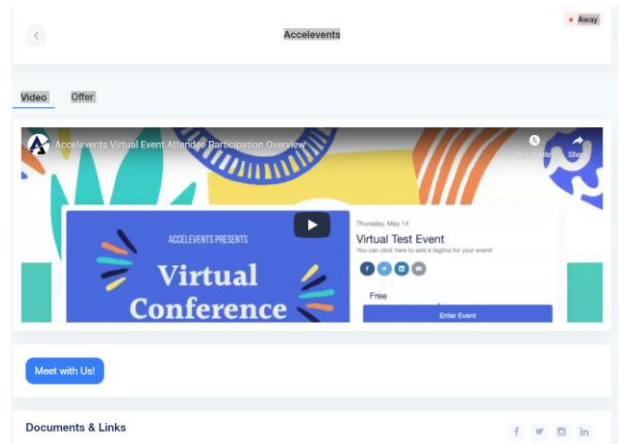 Away
Accelevents
Video Offer
Accelevents Virtual Event Attendee Participation Overview
Watch later Share
ACCELEVENTS PRESENTS
Virtual
Conference
Thursday, May 14
Virtual Test Event
You can click here to add a tagline for your event!
Free
Enter Event
Meet with Us!
Documents & Links